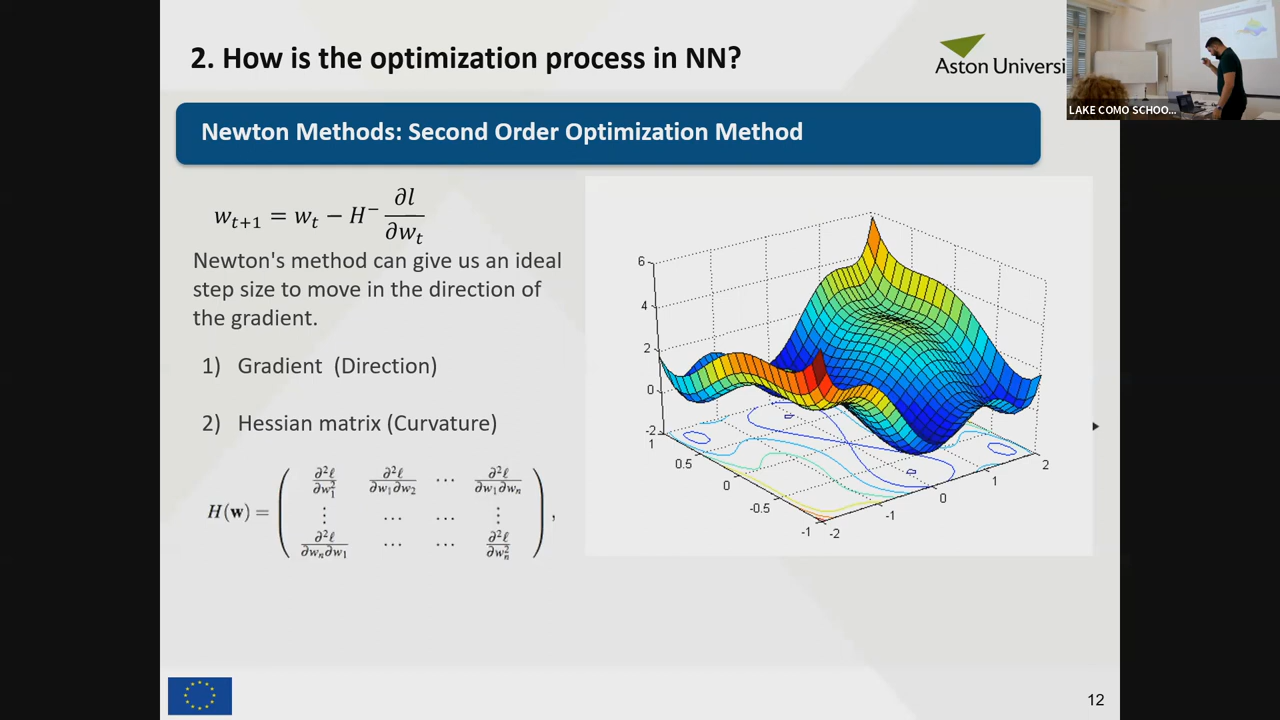 2. How is the optimization process in NN?
Aston Universi
LAKE COMO SCHOO...
Newton Methods: Second Order Optimization Method
w_{t+1} = w_t − H^− ∂l/∂w_t
Newton's method can give us an ideal
step size to move in the direction of
the gradient.
1) Gradient (Direction)
2) Hessian matrix (Curvature)
H(w) = ( ∂²ℓ/∂w₁² ∂²ℓ/∂w₁∂w₂ ⋯ ∂²ℓ/∂w₁∂wₙ
⋮ ⋯ ⋯ ⋮
∂²ℓ/∂wₙ∂w₁ ⋯ ⋯ ∂²ℓ/∂wₙ² ) ,
6
4
2
0
-2
1
0.5
0
-0.5
-1
-2
-1
0
1
2
12